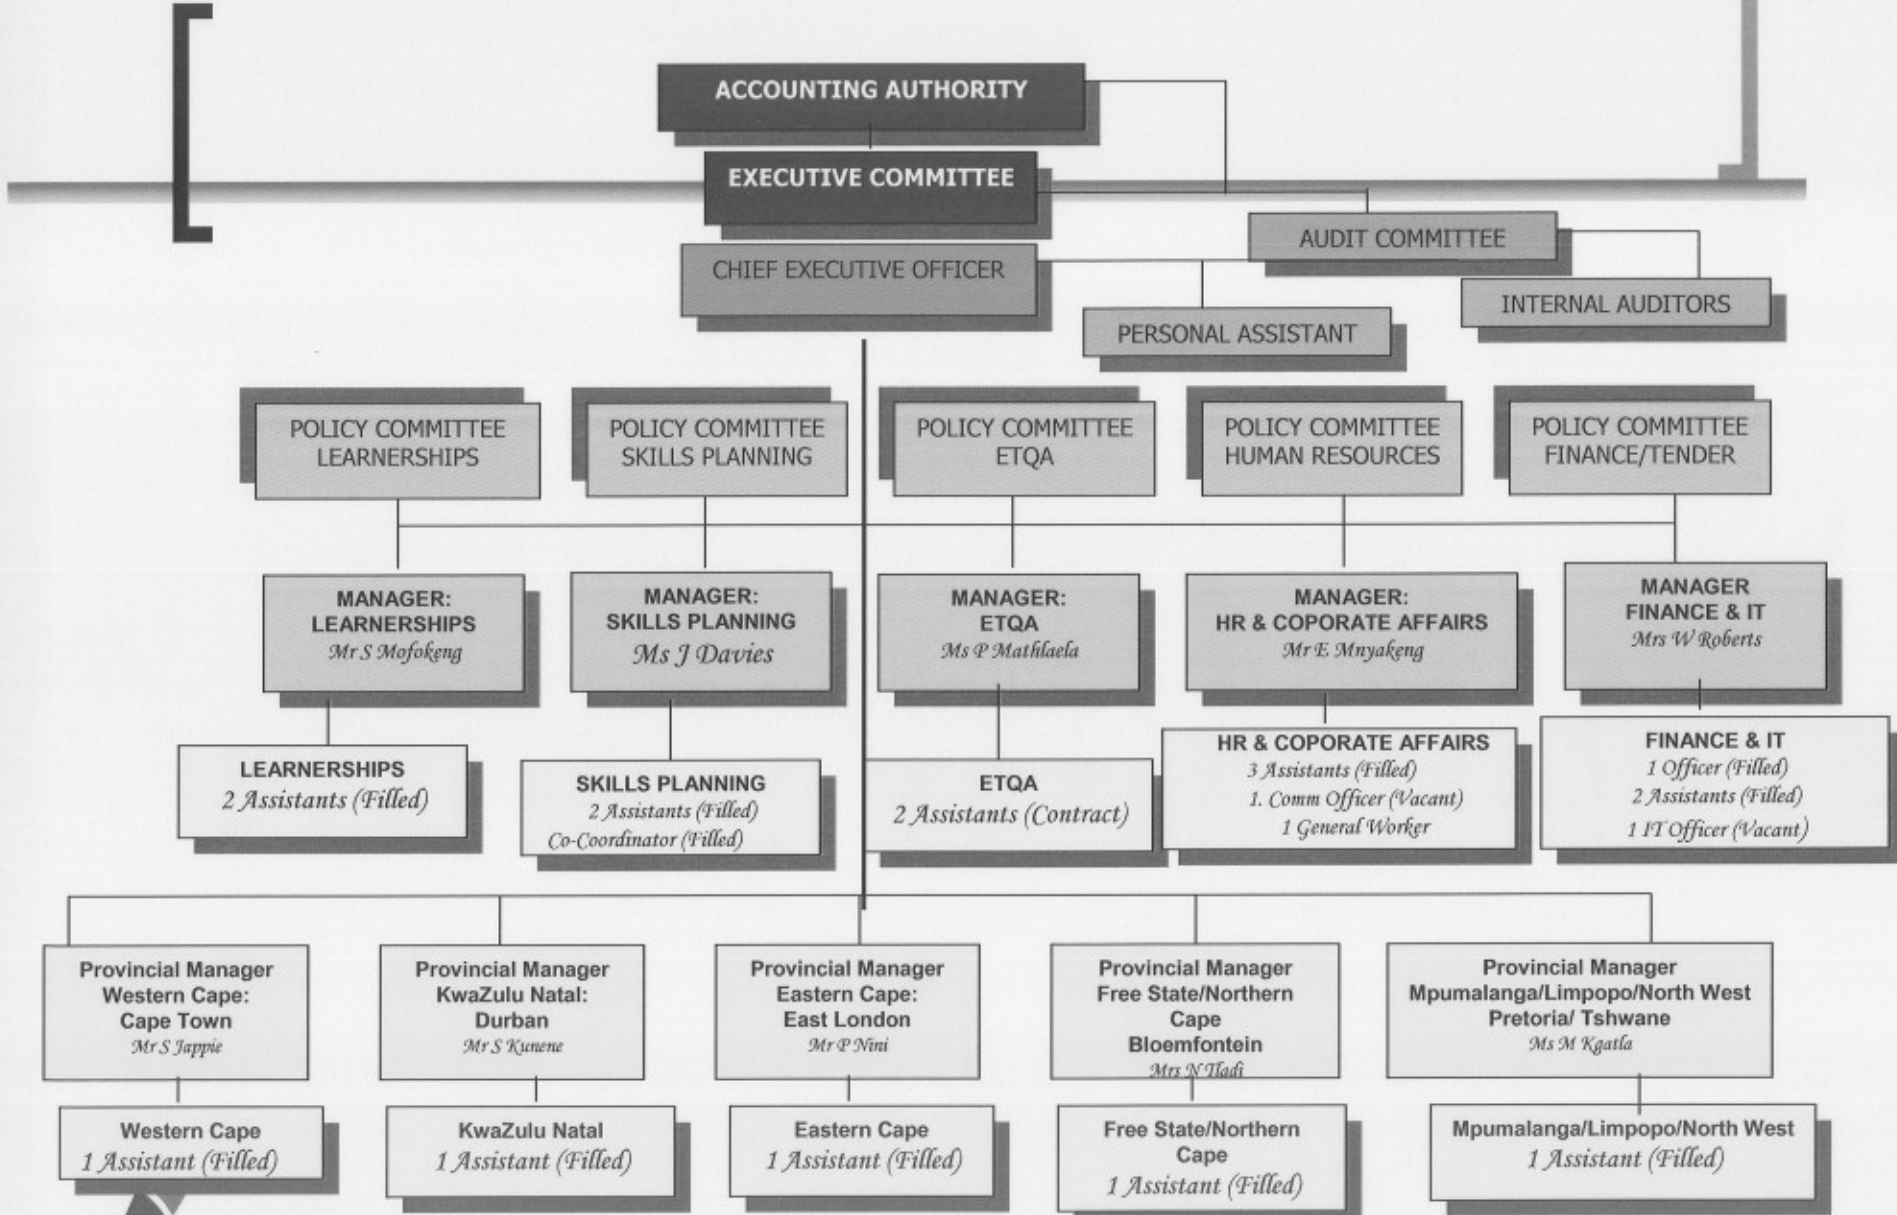 ACCOUNTING AUTHORITY
EXECUTIVE COMMITTEE
AUDIT COMMITTEE
CHIEF EXECUTIVE OFFICER
INTERNAL AUDITORS
PERSONAL ASSISTANT
POLICY COMMITTEE
LEARNERSHIPS
POLICY COMMITTEE
SKILLS PLANNING
POLICY COMMITTEE
ETQA
POLICY COMMITTEE
HUMAN RESOURCES
POLICY COMMITTEE
FINANCE/TENDER
MANAGER:
LEARNERSHIPS
Mr S Mofokeng
MANAGER:
SKILLS PLANNING
Ms J Davies
MANAGER:
ETQA
Ms P Mathlaela
MANAGER:
HR & COPORATE AFFAIRS
Mr E Mnyakeng
MANAGER
FINANCE & IT
Mrs W Roberts
LEARNERSHIPS
2 Assistants (Filled)
SKILLS PLANNING
2 Assistants (Filled)
Co-Coordinator (Filled)
ETQA
2 Assistants (Contract)
HR & COPORATE AFFAIRS
3 Assistants (Filled)
1. Comm Officer (Vacant)
1 General Worker
FINANCE & IT
1 Officer (Filled)
2 Assistants (Filled)
1 IT Officer (Vacant)
Provincial Manager
Western Cape:
Cape Town
Mr S Jappie
Provincial Manager
KwaZulu Natal:
Durban
Mr S Kunene
Provincial Manager
Eastern Cape:
East London
Mr P Nini
Provincial Manager
Free State/Northern
Cape
Bloemfontein
Mrs N Tladi
Provincial Manager
Mpumalanga/Limpopo/North West
Pretoria/ Tshwane
Ms M Kgatla
Western Cape
1 Assistant (Filled)
KwaZulu Natal
1 Assistant (Filled)
Eastern Cape
1 Assistant (Filled)
Free State/Northern
Cape
1 Assistant (Filled)
Mpumalanga/Limpopo/North West
1 Assistant (Filled)